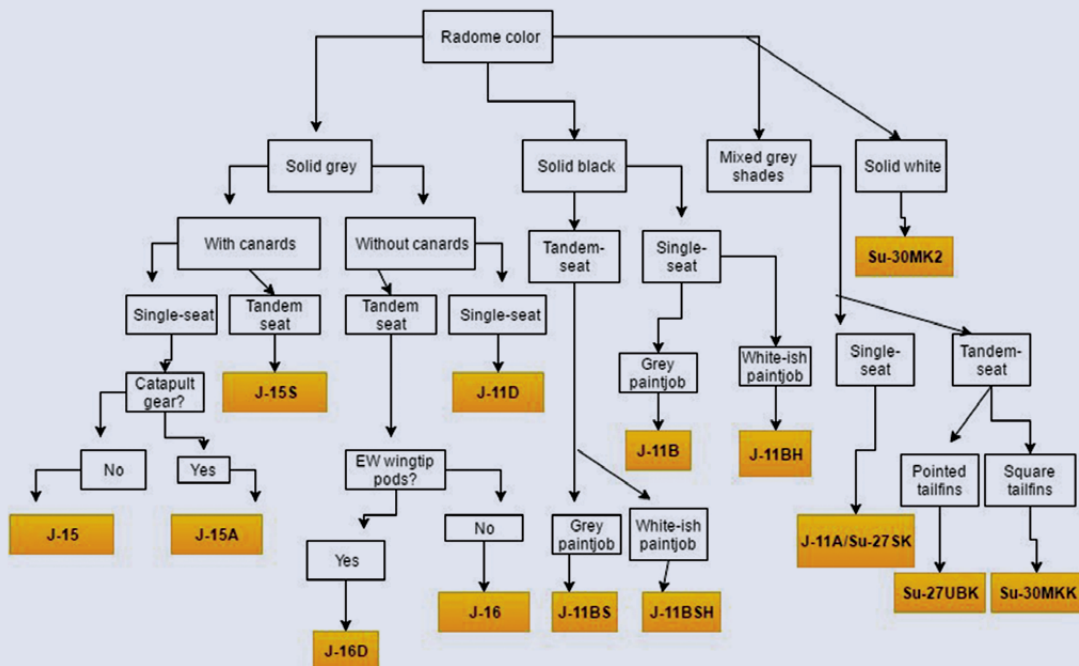 Radome color
Solid grey
Solid black
Mixed grey
shades
Solid white
With canards
Without canards
Tandem-
seat
Single-
seat
Su-30MK2
Single-seat
Tandem
seat
Tandem
seat
Single-seat
Grey
paintjob
White-ish
paintjob
Single-
seat
Tandem-
seat
Catapult
gear?
J-15S
J-11D
J-11B
J-11BH
No
Yes
EW wingtip
pods?
Pointed
tailfins
Square
tailfins
J-15
J-15A
Yes
No
Grey
paintjob
White-ish
paintjob
J-11A/Su-27SK
J-16D
J-16
J-11BS
J-11BSH
Su-27UBK
Su-30MKK